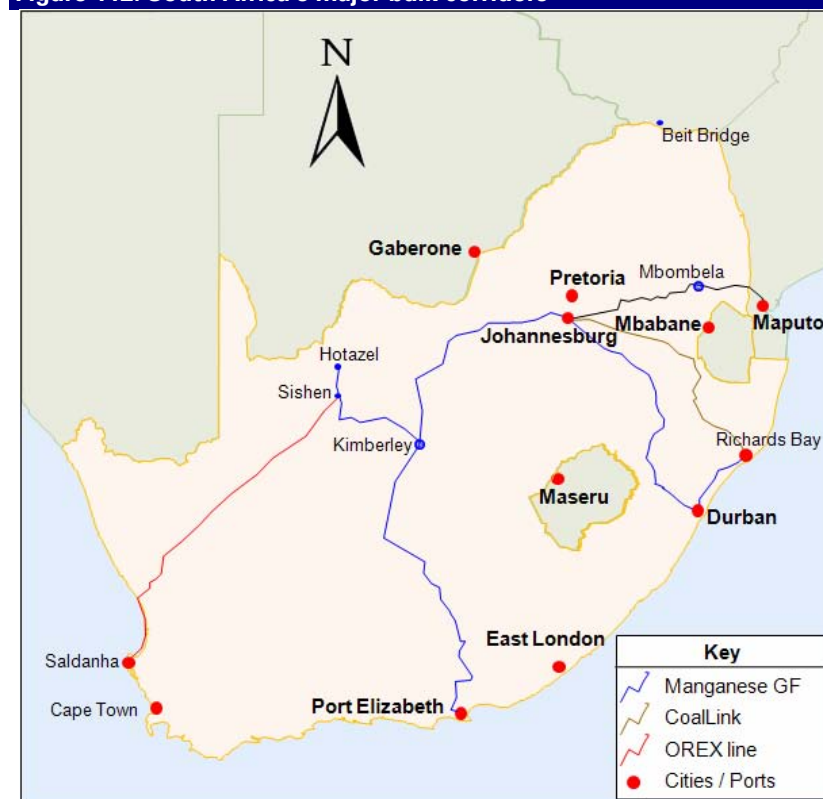 N
Beit Bridge
Gaberone
Pretoria
Mbombela
Johannesburg
Mbabane
Maputo
Hotazel
Sishen
Kimberley
Richards Bay
Maseru
Durban
East London
Saldanha
Cape Town
Port Elizabeth
Key
Manganese GF
CoalLink
OREX line
Cities / Ports